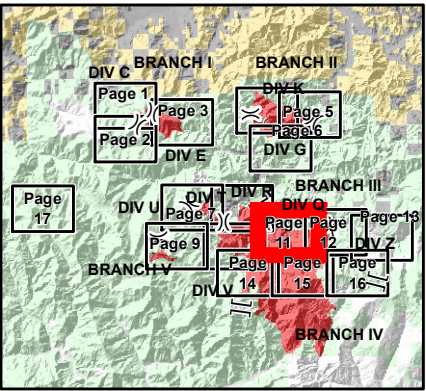 BRANCH I
BRANCH II
DIV C
Page 1
Page 3
Page 2
DIV E
DIV K
Page 5
Page 6
DIV G
BRANCH III
Page
17
DIV U
DIV R
Page 7
DIV Q
Page
11
Page
12
Page 13
DIV Z
Page 9
BRANCH V
DIV V
Page
14
Page
15
Page
16
BRANCH IV